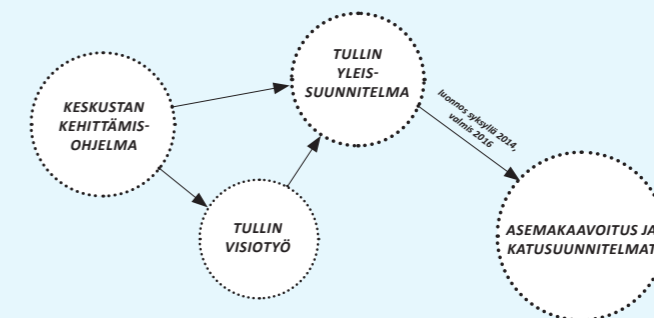 KESKUSTAN
KEHITTÄMIS-
OHJELMA
TULLIN
VISIOTYÖ
TULLIN
YLEIS-
SUUNNITELMA
luonnos syksyllä 2014,
valmis 2016
ASEMAKAAVOITUS JA
KATUSUUNNITELMAT